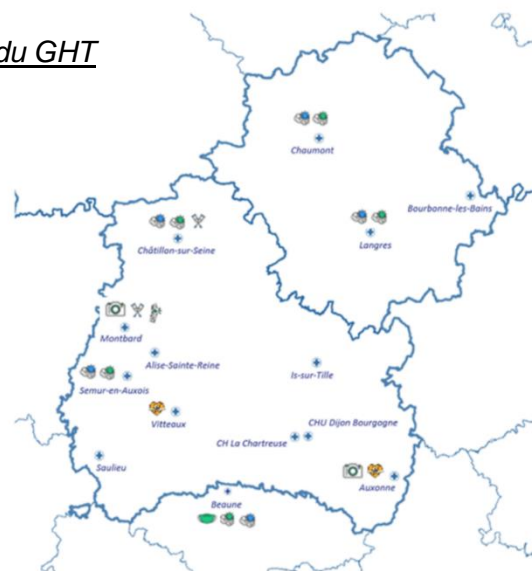 du GHT
Chaumont
Bourbonne-les-Bains
Langres
Châtillon-sur-Seine
Montbard
Alise-Sainte-Reine
Is-sur-Tille
Semur-en-Auxois
Vitteaux
CHU Dijon Bourgogne
CH La Chartreuse
Saulieu
Auxonne
Beaune